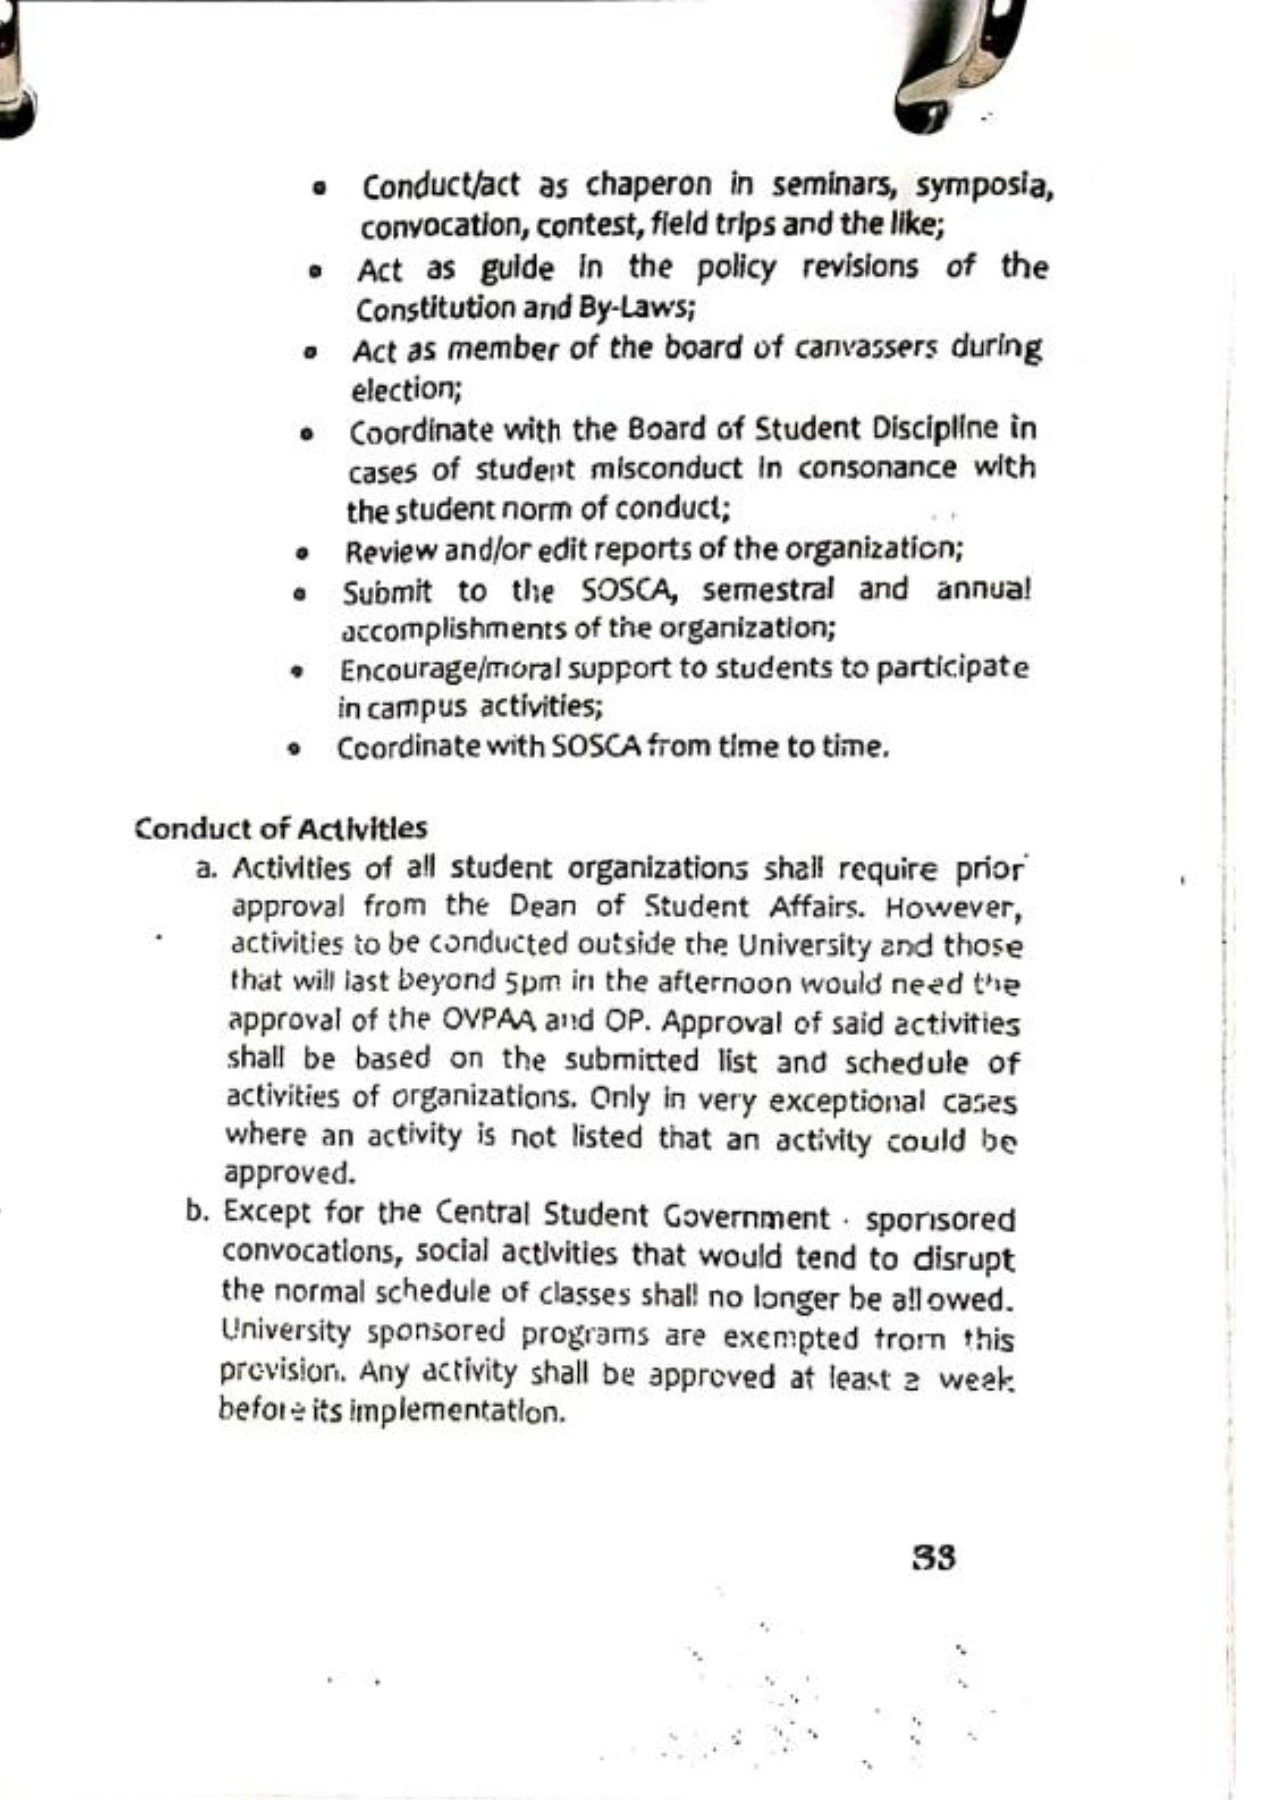 • Conduct/act as chaperon in seminars, symposia,
convocation, contest, field trips and the like;
• Act as guide in the policy revisions of the
Constitution and By-Laws;
• Act as member of the board of canvassers during
election;
• Coordinate with the Board of Student Discipline in
cases of student misconduct in consonance with
the student norm of conduct;
• Review and/or edit reports of the organization;
• Submit to the SOSCA, semestral and annual
accomplishments of the organization;
• Encourage/moral support to students to participate
in campus activities;
• Coordinate with SOSCA from time to time.
Conduct of Activities
a. Activities of all student organizations shall require prior
approval from the Dean of Student Affairs. However,
activities to be conducted outside the University and those
that will last beyond 5pm in the afternoon would need the
approval of the OVPAA and OP. Approval of said activities
shall be based on the submitted list and schedule of
activities of organizations. Only in very exceptional cases
where an activity is not listed that an activity could be
approved.
b. Except for the Central Student Government - sponsored
convocations, social activities that would tend to disrupt
the normal schedule of classes shall no longer be allowed.
University sponsored programs are exempted from this
provision. Any activity shall be approved at least a week
before its implementation.